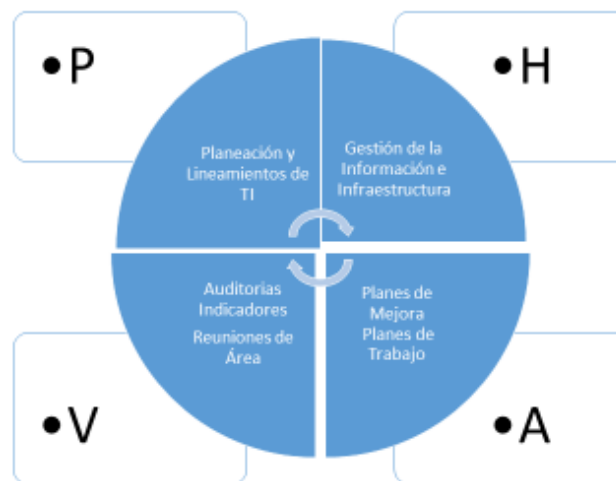 •P
•H
Planeación y
Lineamientos de
TI
Gestión de la
Información e
Infraestructura
Auditorias
Indicadores
Reuniones de
Área
Planes de
Mejora
Planes de
Trabajo
•V
•A